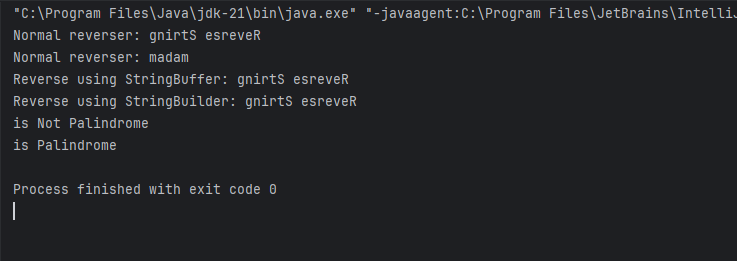 "C:\Program Files\Java\jdk-21\bin\java.exe" "-javaagent:C:\Program Files\JetBrains\IntelliJ
Normal reverser: gnirtS esreveR
Normal reverser: madam
Reverse using StringBuffer: gnirtS esreveR
Reverse using StringBuilder: gnirtS esreveR
is Not Palindrome
is Palindrome
Process finished with exit code 0